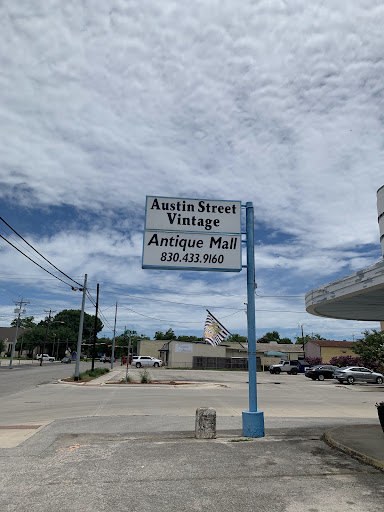 Austin Street
Vintage
Antique Mall
830.433.9160